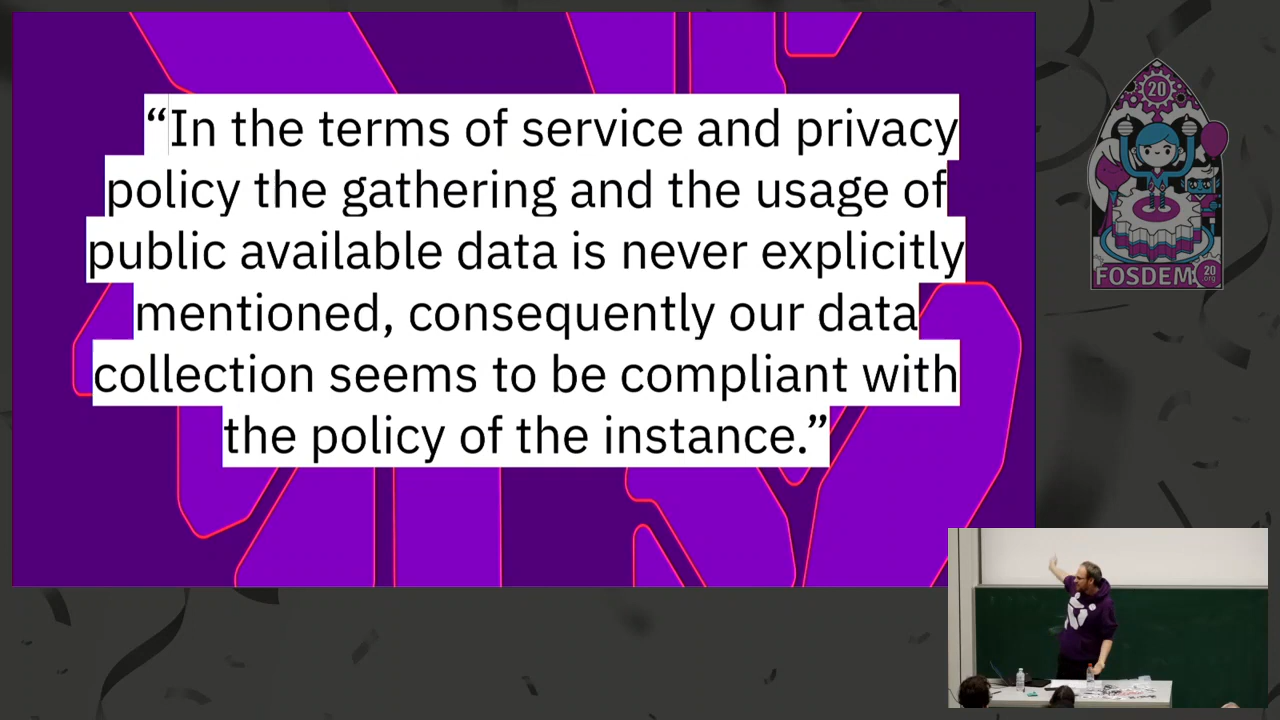 “In the terms of service and privacy
policy the gathering and the usage of
public available data is never explicitly
mentioned, consequently our data
collection seems to be compliant with
the policy of the instance.”
20
FOSDEM
20
.org